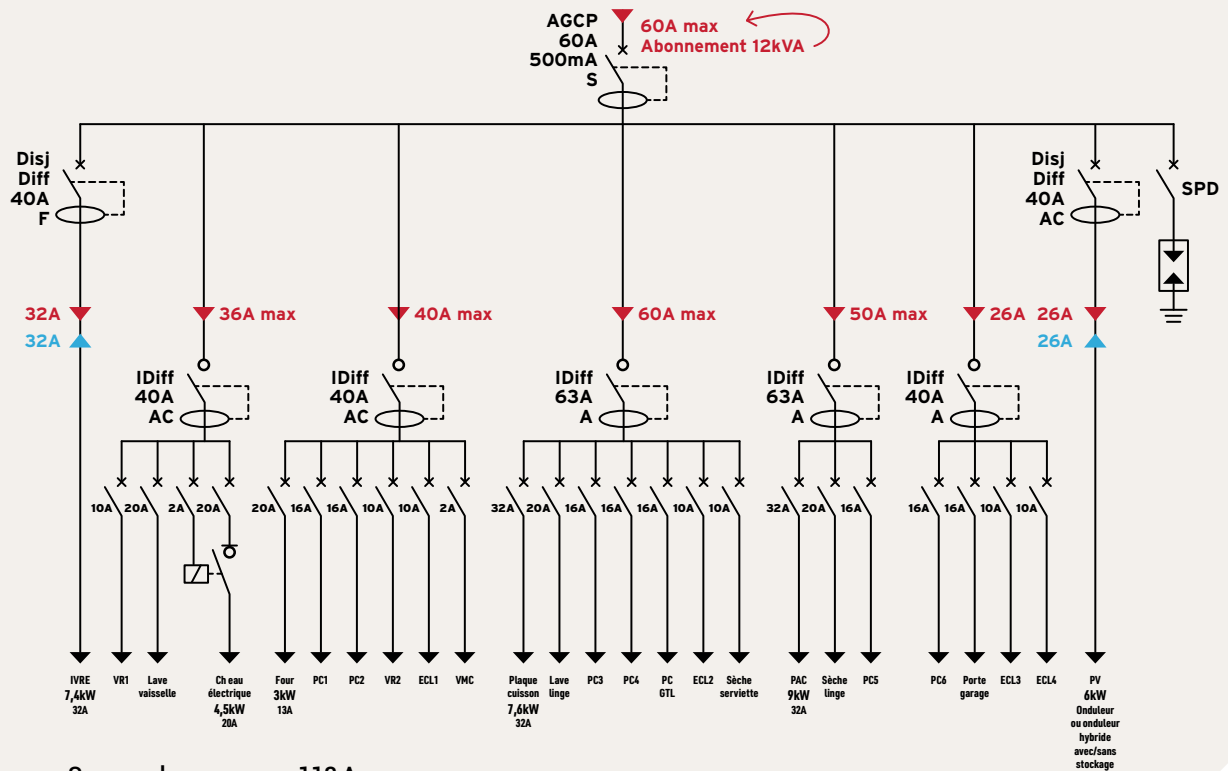 AGCP
60A
500mA
S
60A max
Abonnement 12kVA
Disj
Diff
40A
F
Disj
Diff
40A
AC
SPD
32A
32A
36A max
40A max
60A max
50A max
26A
26A
26A
IDiff
40A
AC
IDiff
40A
AC
IDiff
63A
A
IDiff
63A
A
IDiff
40A
A
10A 20A 2A 20A
20A 16A 16A 10A 10A 2A
32A 20A 16A 16A 16A 10A 10A
32A 20A 16A
16A 16A 10A 10A
IVRE
7,4kW
32A
VR1
Lave
vaisselle
Ch eau
électrique
4,5kW
20A
Four
3kW
13A
PC1
PC2
VR2
ECL1
VMC
Plaque
cuisson
7,6kW
32A
Lave
linge
PC3
PC4
PC
GTL
ECL2
Sèche
serviette
PAC
9kW
32A
Sèche
linge
PC5
PC6
Porte
garage
ECL3
ECL4
PV
6kW
Onduleur
ou onduleur
hybride
avec/sans
stockage